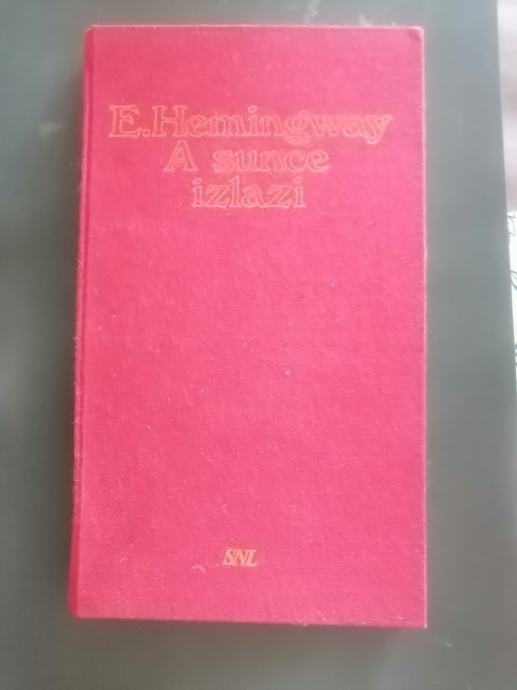 E.Hemingway
A sunce
izlazi
SNL